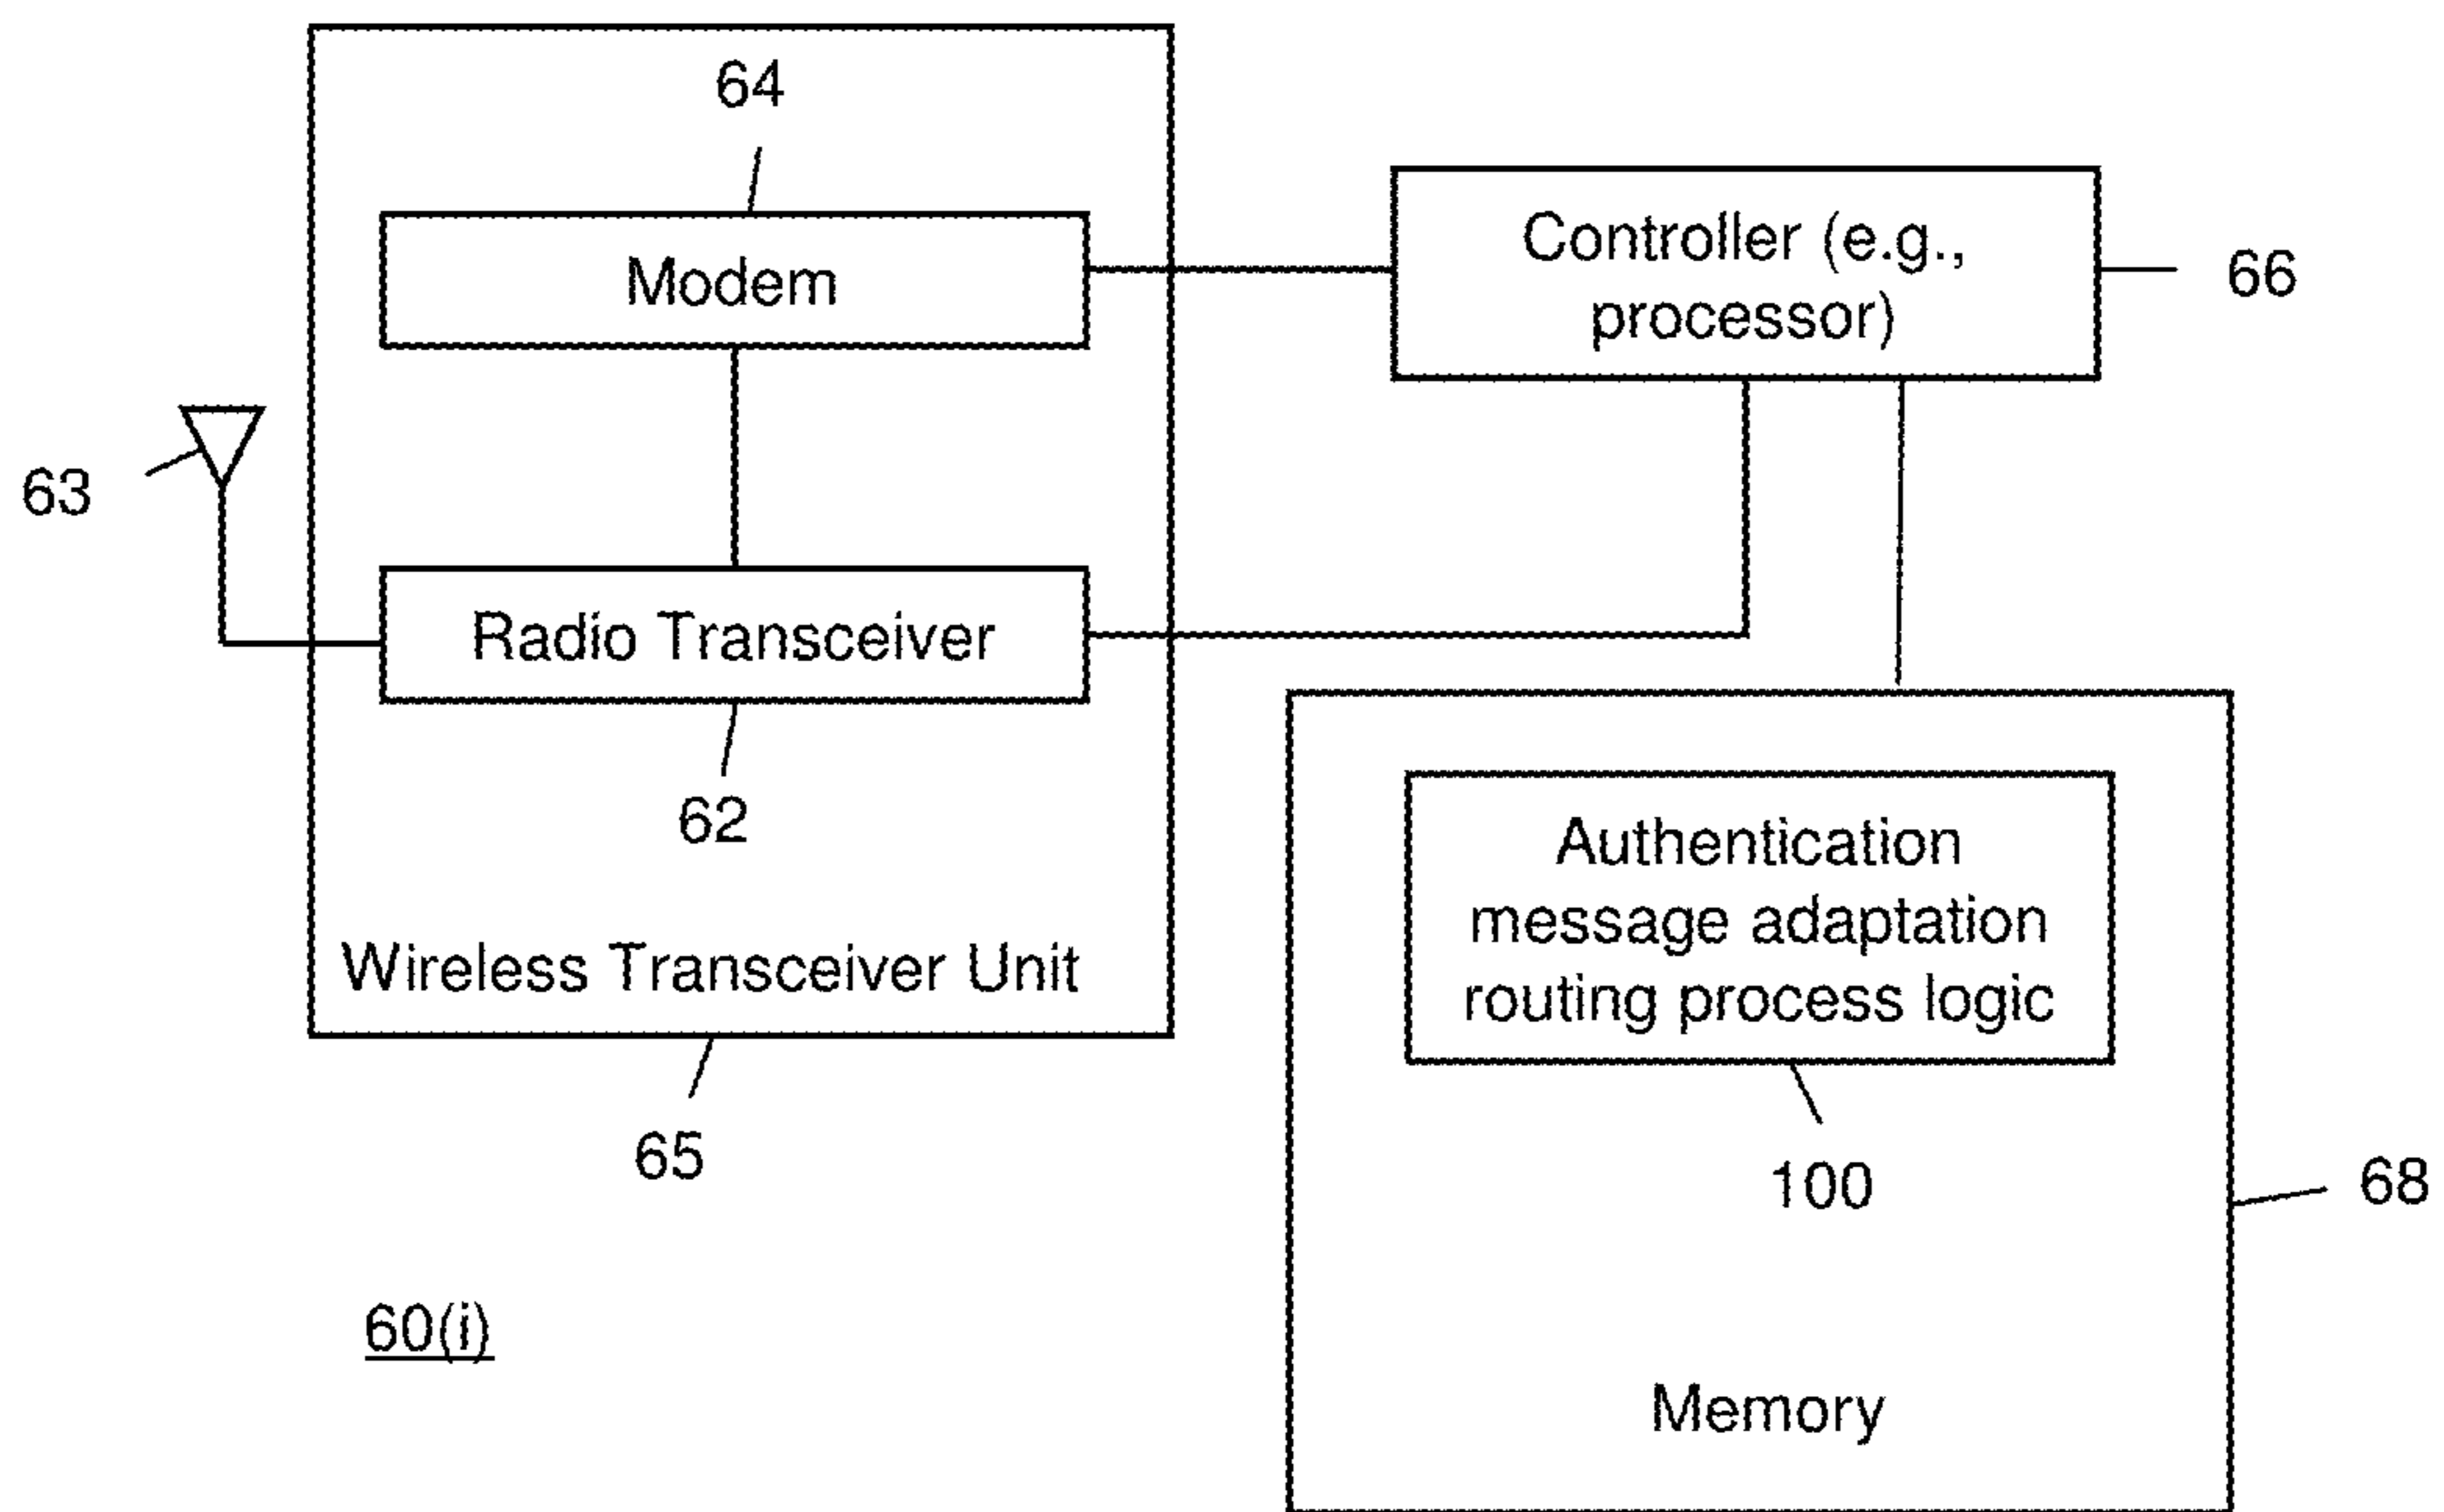 64
Modem
Controller (e.g.,
processor)
66
63
Radio Transceiver
62
Wireless Transceiver Unit
65
Authentication
message adaptation
routing process logic
100
68
60(i)
Memory